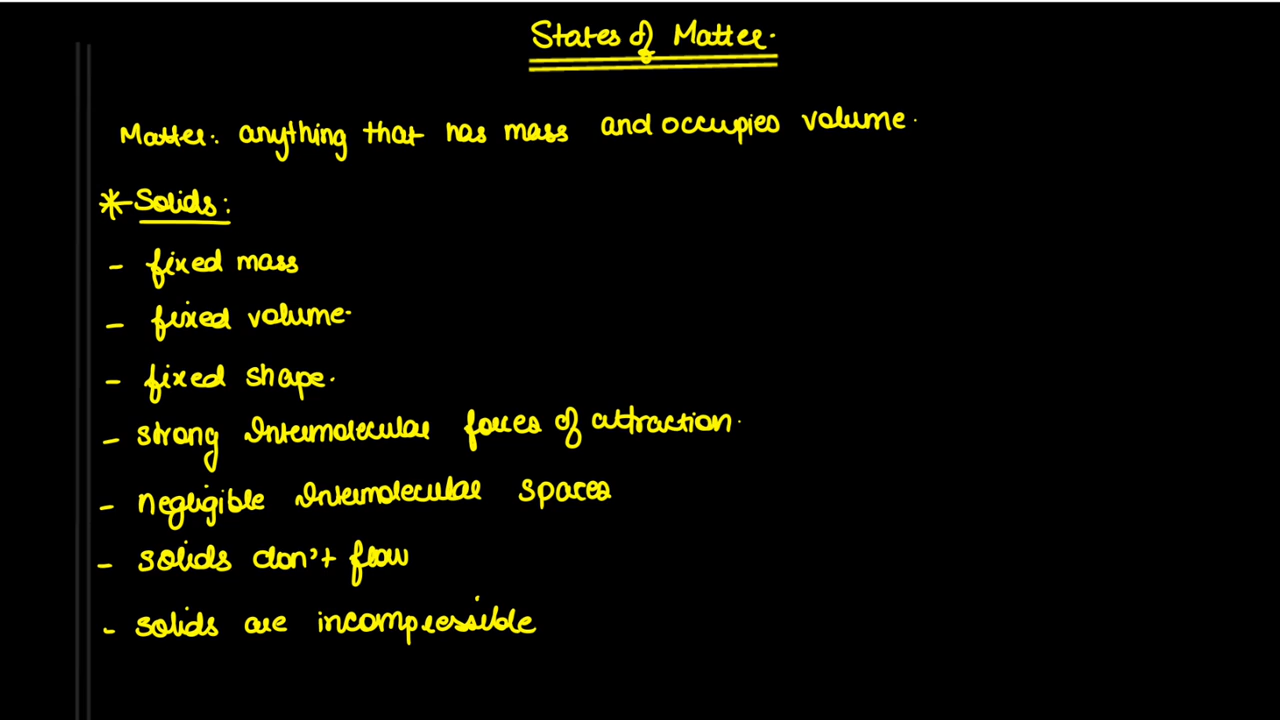 States of Matter.
Matter: anything that has mass and occupies volume.
* Solids:
- fixed mass
- fixed volume.
- fixed shape.
- strong Intermolecular forces of attraction.
- negligible Intermolecular spaces
- solids don't flow
- solids are incompressible